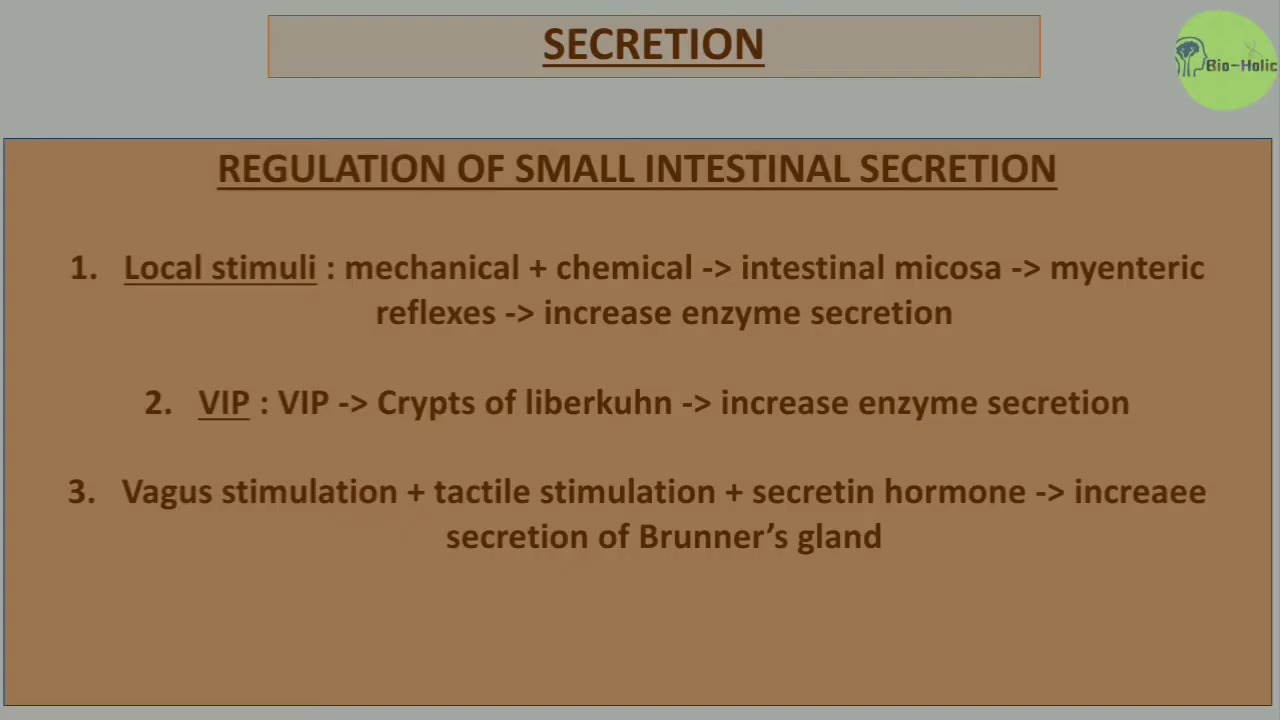 SECRETION
Bio-Holic
REGULATION OF SMALL INTESTINAL SECRETION
1. Local stimuli : mechanical + chemical -> intestinal micosa -> myenteric
reflexes -> increase enzyme secretion
2. VIP : VIP -> Crypts of liberkuhn -> increase enzyme secretion
3. Vagus stimulation + tactile stimulation + secretin hormone -> increaee
secretion of Brunner’s gland